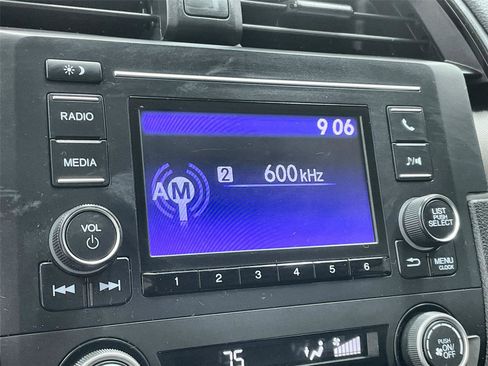 RADIO
MEDIA
VOL
9 06
AM
2 600 kHz
LIST
PUSH
SELECT
MENU
CLOCK
1 2 3 4 5 6
75
PUSH
ON/
OFF